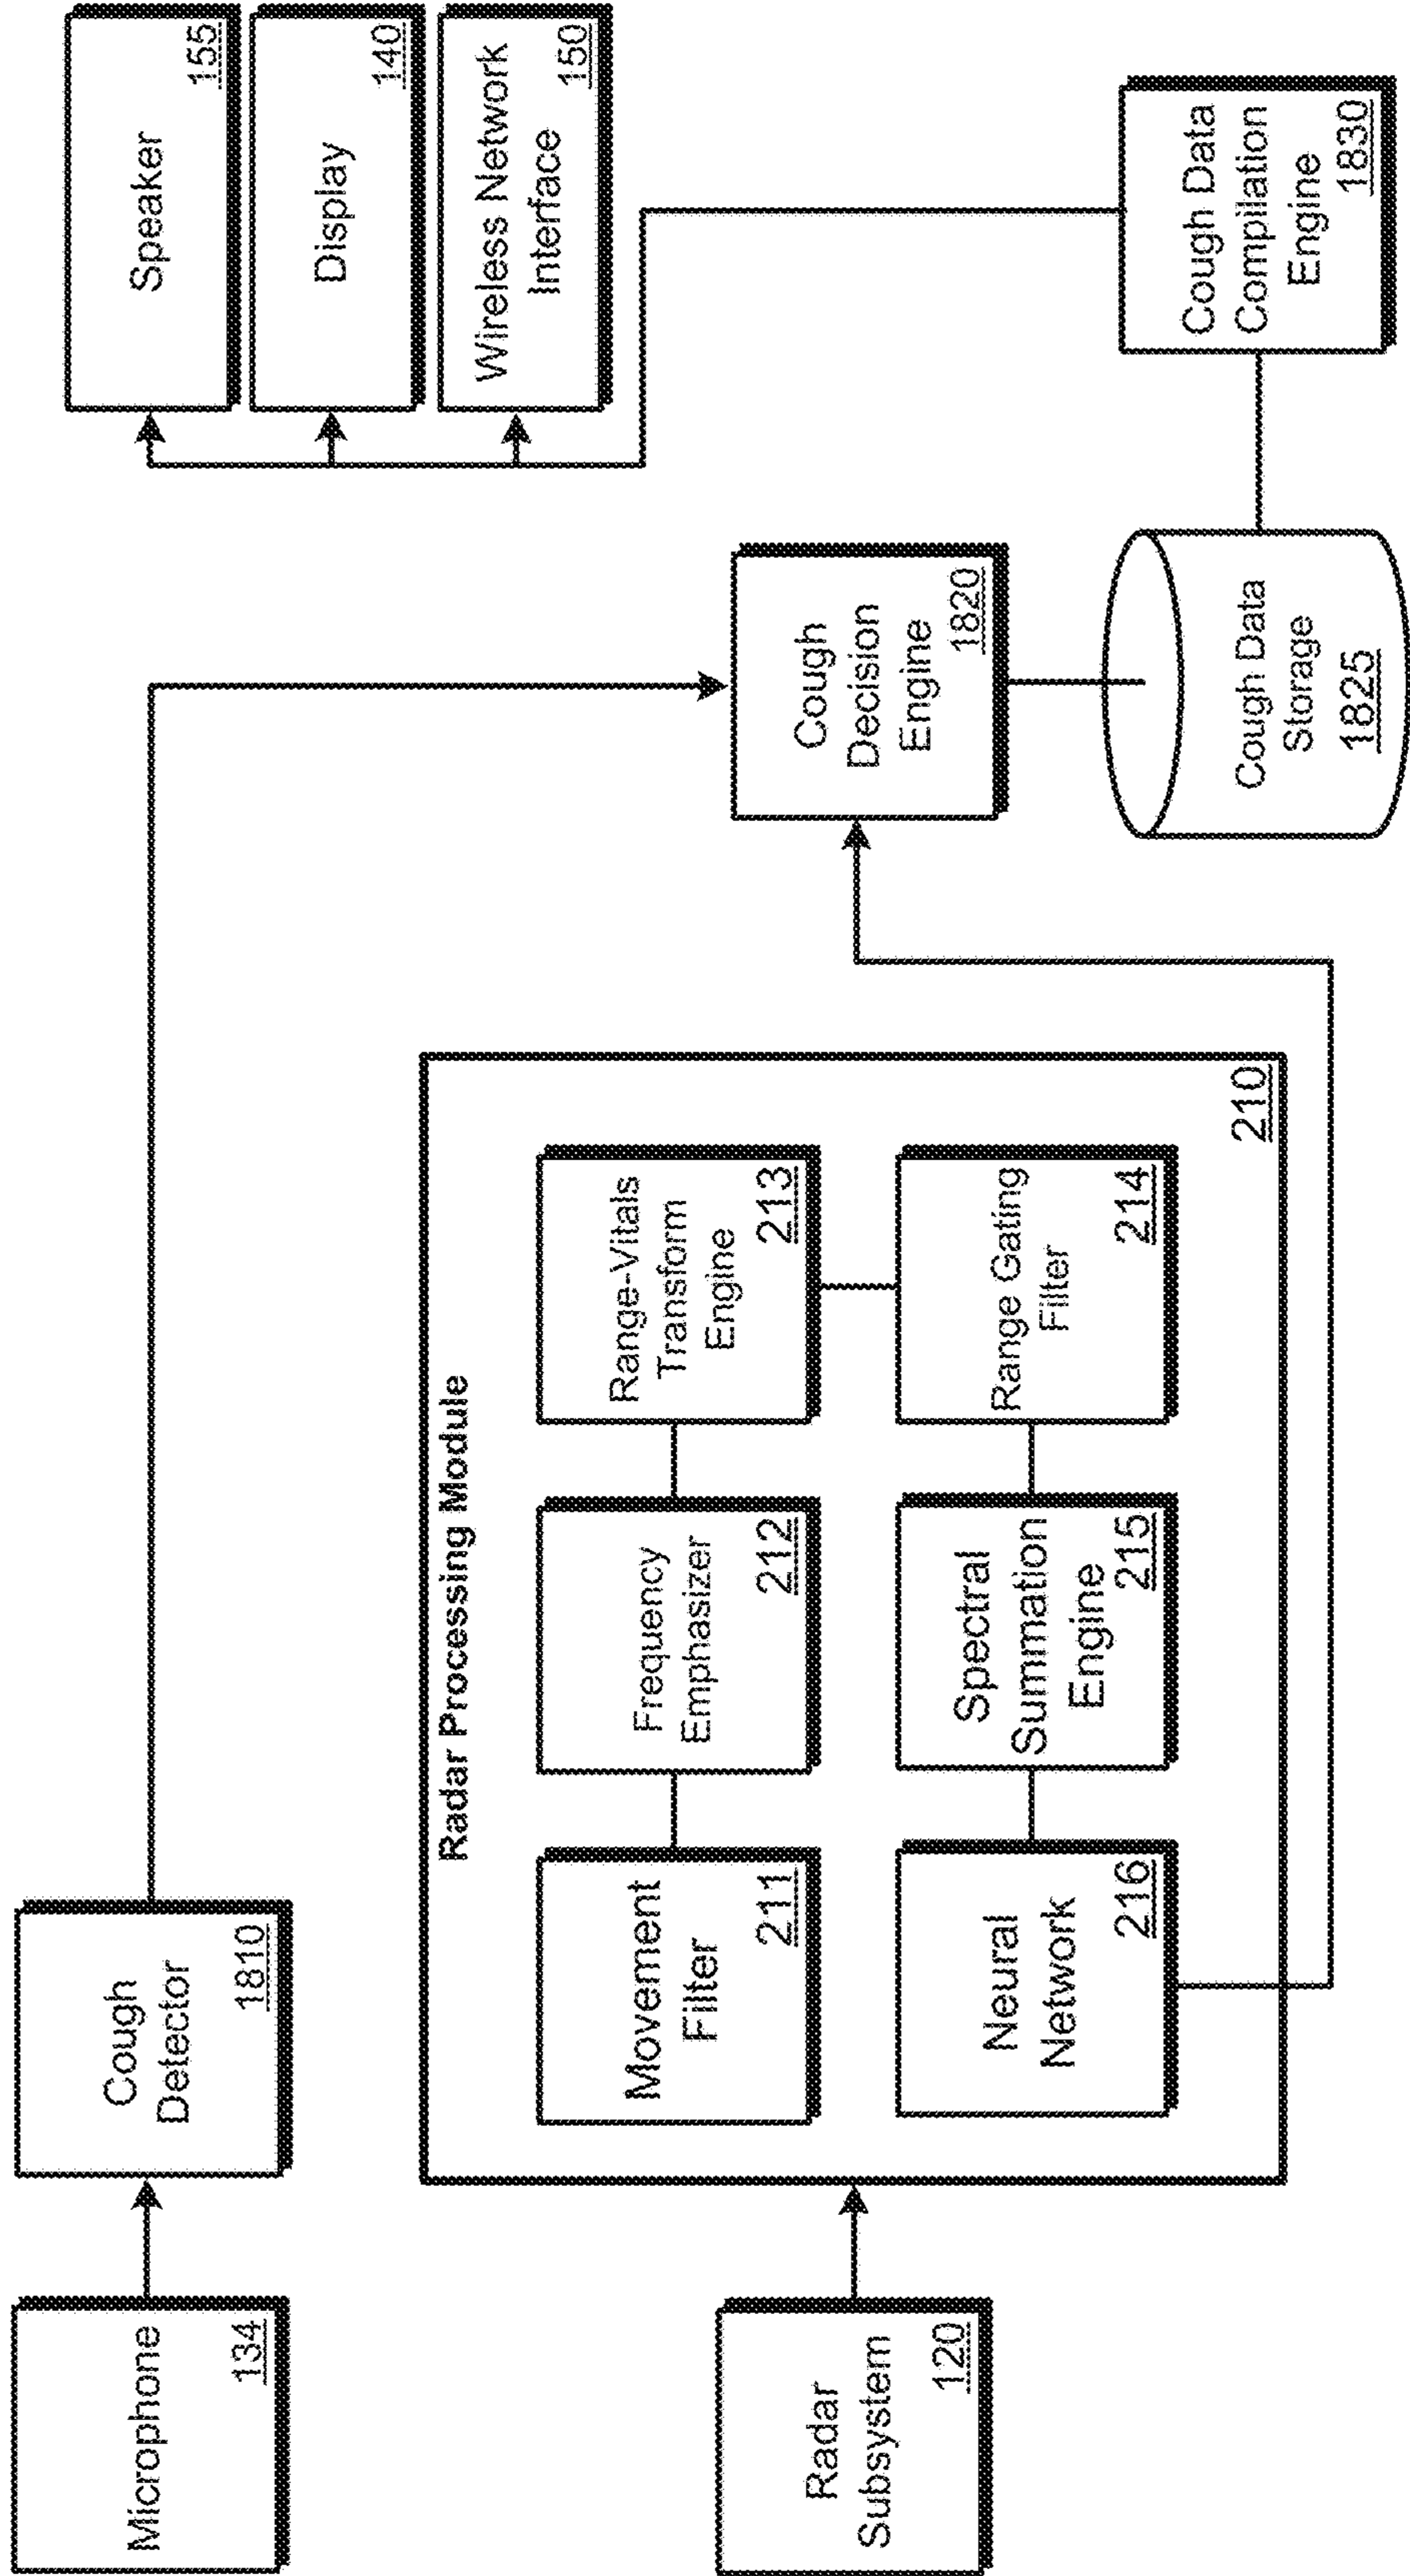 Microphone
134
Cough
Detector
1810
Speaker
155
Display
140
Wireless Network
Interface
150
Radar Processing Module
Movement
Filter
211
Frequency
Emphasizer
212
Range-Vitals
Transform
Engine
213
Neural
Network
216
Spectral
Summation
Engine
215
Range Gating
Filter
214
210
Radar
Subsystem
120
Cough
Decision
Engine
1820
Cough Data
Storage
1825
Cough Data
Compilation
Engine
1830